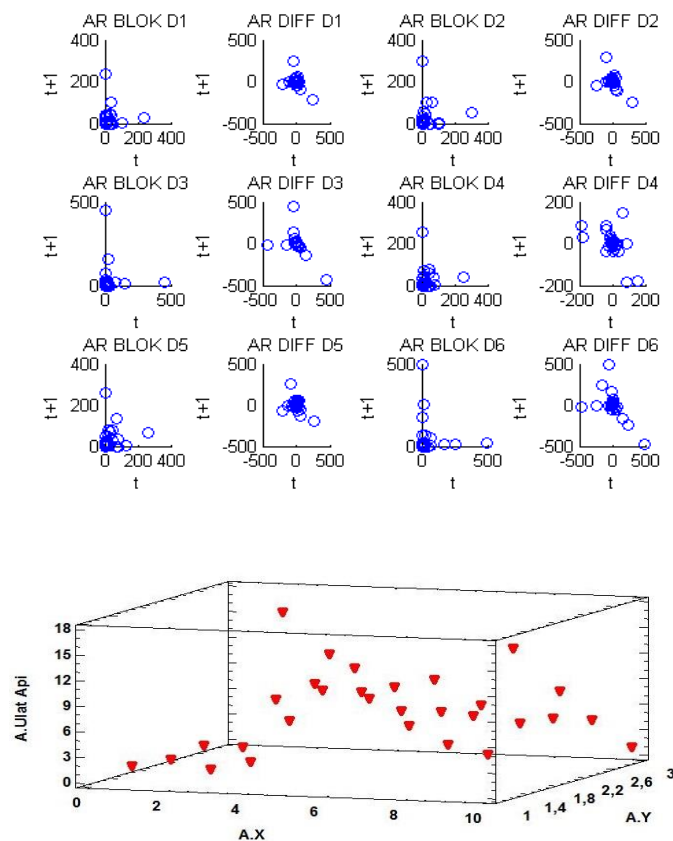 AR BLOK D1 AR DIFF D1 AR BLOK D2 AR DIFF D2
400 500 400 500
t+1 200 t+1 0 t+1 200 t+1 0
0 -500 0 -500
0 200 400 -500 0 500 0 200 400 -500 0 500
t t t t
AR BLOK D3 AR DIFF D3 AR BLOK D4 AR DIFF D4
500 500 400 200
t+1 0 t+1 0 t+1 200 t+1 0
0 -500 0 -200
0 500 -500 0 500 0 200 400 -200 0 200
t t t t
AR BLOK D5 AR DIFF D5 AR BLOK D6 AR DIFF D6
400 500 500 500
t+1 200 t+1 0 t+1 t+1 0
0 -500 0 -500
0 200 400 -500 0 500 0 500 -500 0 500
t t t t
18
15
12
A.Ulat Api
9
6
3
0
0 2 4 6 8 10
A.X
1 1,4 1,8 2,2 2,6 3
A.Y